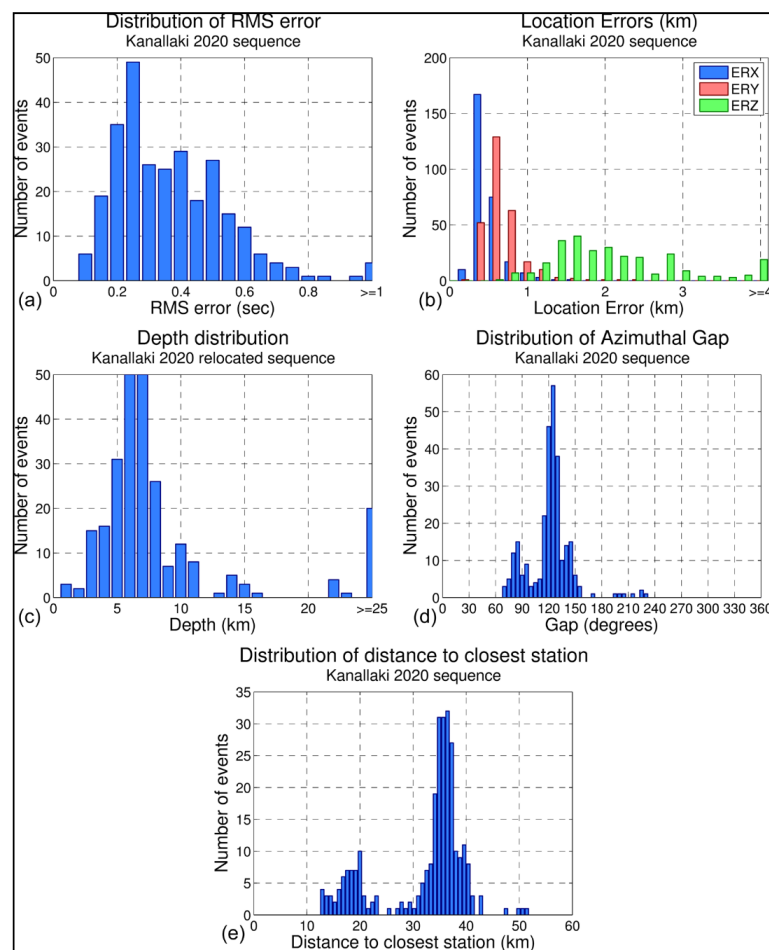 Distribution of RMS error
Kanallaki 2020 sequence
50
40
30
20
10
0
Number of events
0 0.2 0.4 0.6 0.8 >=1
RMS error (sec)
(a)
Location Errors (km)
Kanallaki 2020 sequence
200
150
100
50
0
Number of events
ERX
ERY
ERZ
0 1 2 3 >=4
Location Error (km)
(b)
Depth distribution
Kanallaki 2020 relocated sequence
50
40
30
20
10
0
Number of events
0 5 10 15 20 >=25
Depth (km)
(c)
Distribution of Azimuthal Gap
Kanallaki 2020 sequence
60
50
40
30
20
10
0
Number of events
0 30 60 90 120 150 180 210 240 270 300 330 360
Gap (degrees)
(d)
Distribution of distance to closest station
Kanallaki 2020 sequence
35
30
25
20
15
10
5
0
Number of events
0 10 20 30 40 50 60
Distance to closest station (km)
(e)